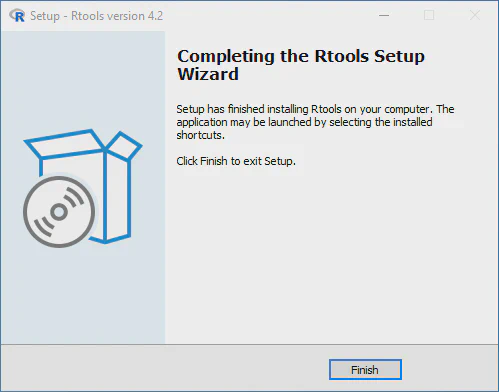 Setup - Rtools version 4.2
Completing the Rtools Setup
Wizard
Setup has finished installing Rtools on your computer. The
application may be launched by selecting the installed
shortcuts.
Click Finish to exit Setup.
Finish